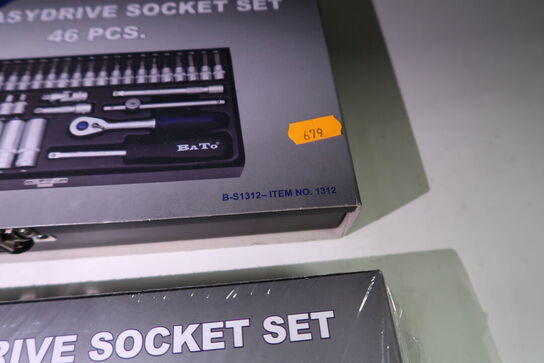 ASYDRIVE SOCKET SET
46 PCS.
679.
BATO
B-S1312– ITEM NO. 1312
RIVE SOCKET SET